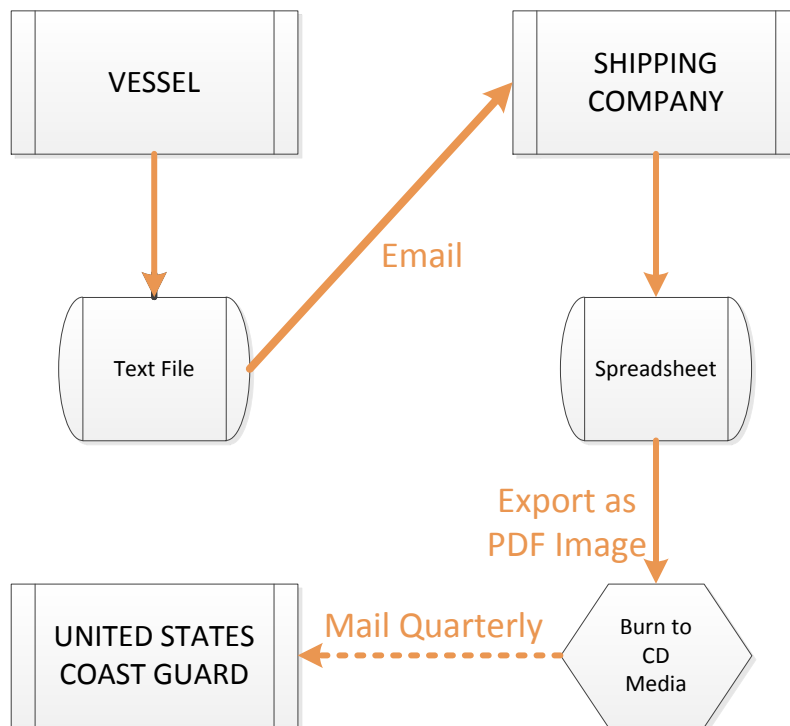 VESSEL
SHIPPING
COMPANY
Email
Text File
Spreadsheet
Export as
PDF Image
UNITED STATES
COAST GUARD
Mail Quarterly
Burn to
CD
Media